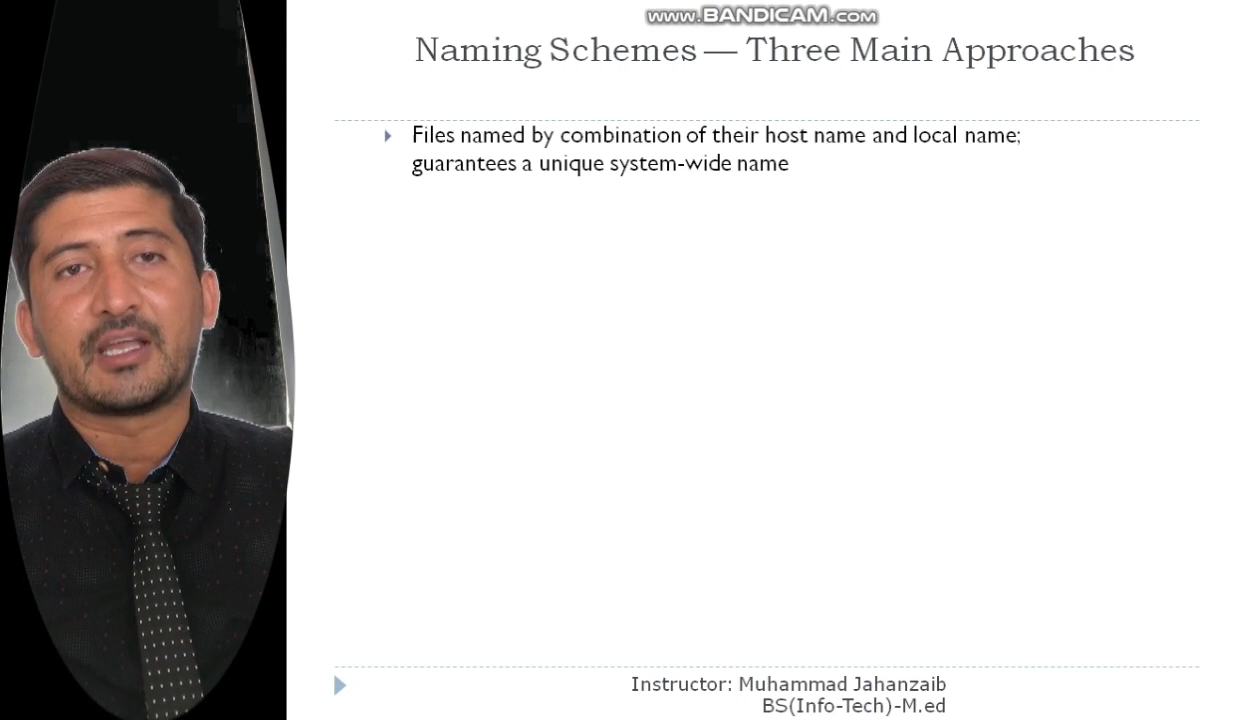 www.BANDICAM.com
Naming Schemes — Three Main Approaches
Files named by combination of their host name and local name;
guarantees a unique system-wide name
Instructor: Muhammad Jahanzaib
BS(Info-Tech)-M.ed